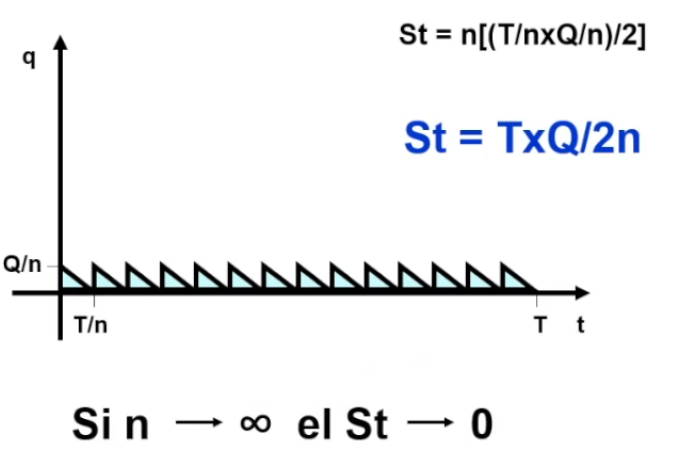 St = n[(T/nxQ/n)/2]
q
St = TxQ/2n
Q/n
T/n T t
Si n → ∞ el St → 0